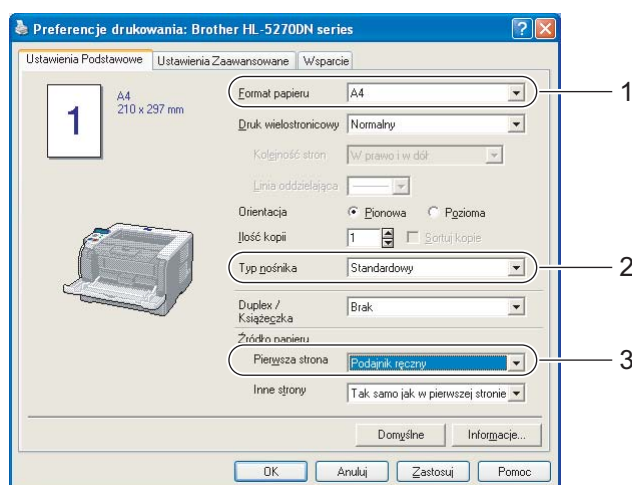 Preferencje drukowania: Brother HL-5270DN series
Ustawienia Podstawowe Ustawienia Zaawansowane Wsparcie
1
A4
210 x 297 mm
Format papieru A4
1
Druk wielostronicowy Normalny
Kolejność stron W prawo i w dół
Linia oddzielająca
Orientacja Pionowa Pozioma
Ilość kopii 1 Sortuj kopie
Typ nośnika Standardowy
2
Duplex / Książeczka Brak
Źródło papieru
Pierwsza strona Podajnik ręczny
3
Inne strony Tak samo jak w pierwszej stronie
Domyślne Informacje...
OK Anuluj Zastosuj Pomoc